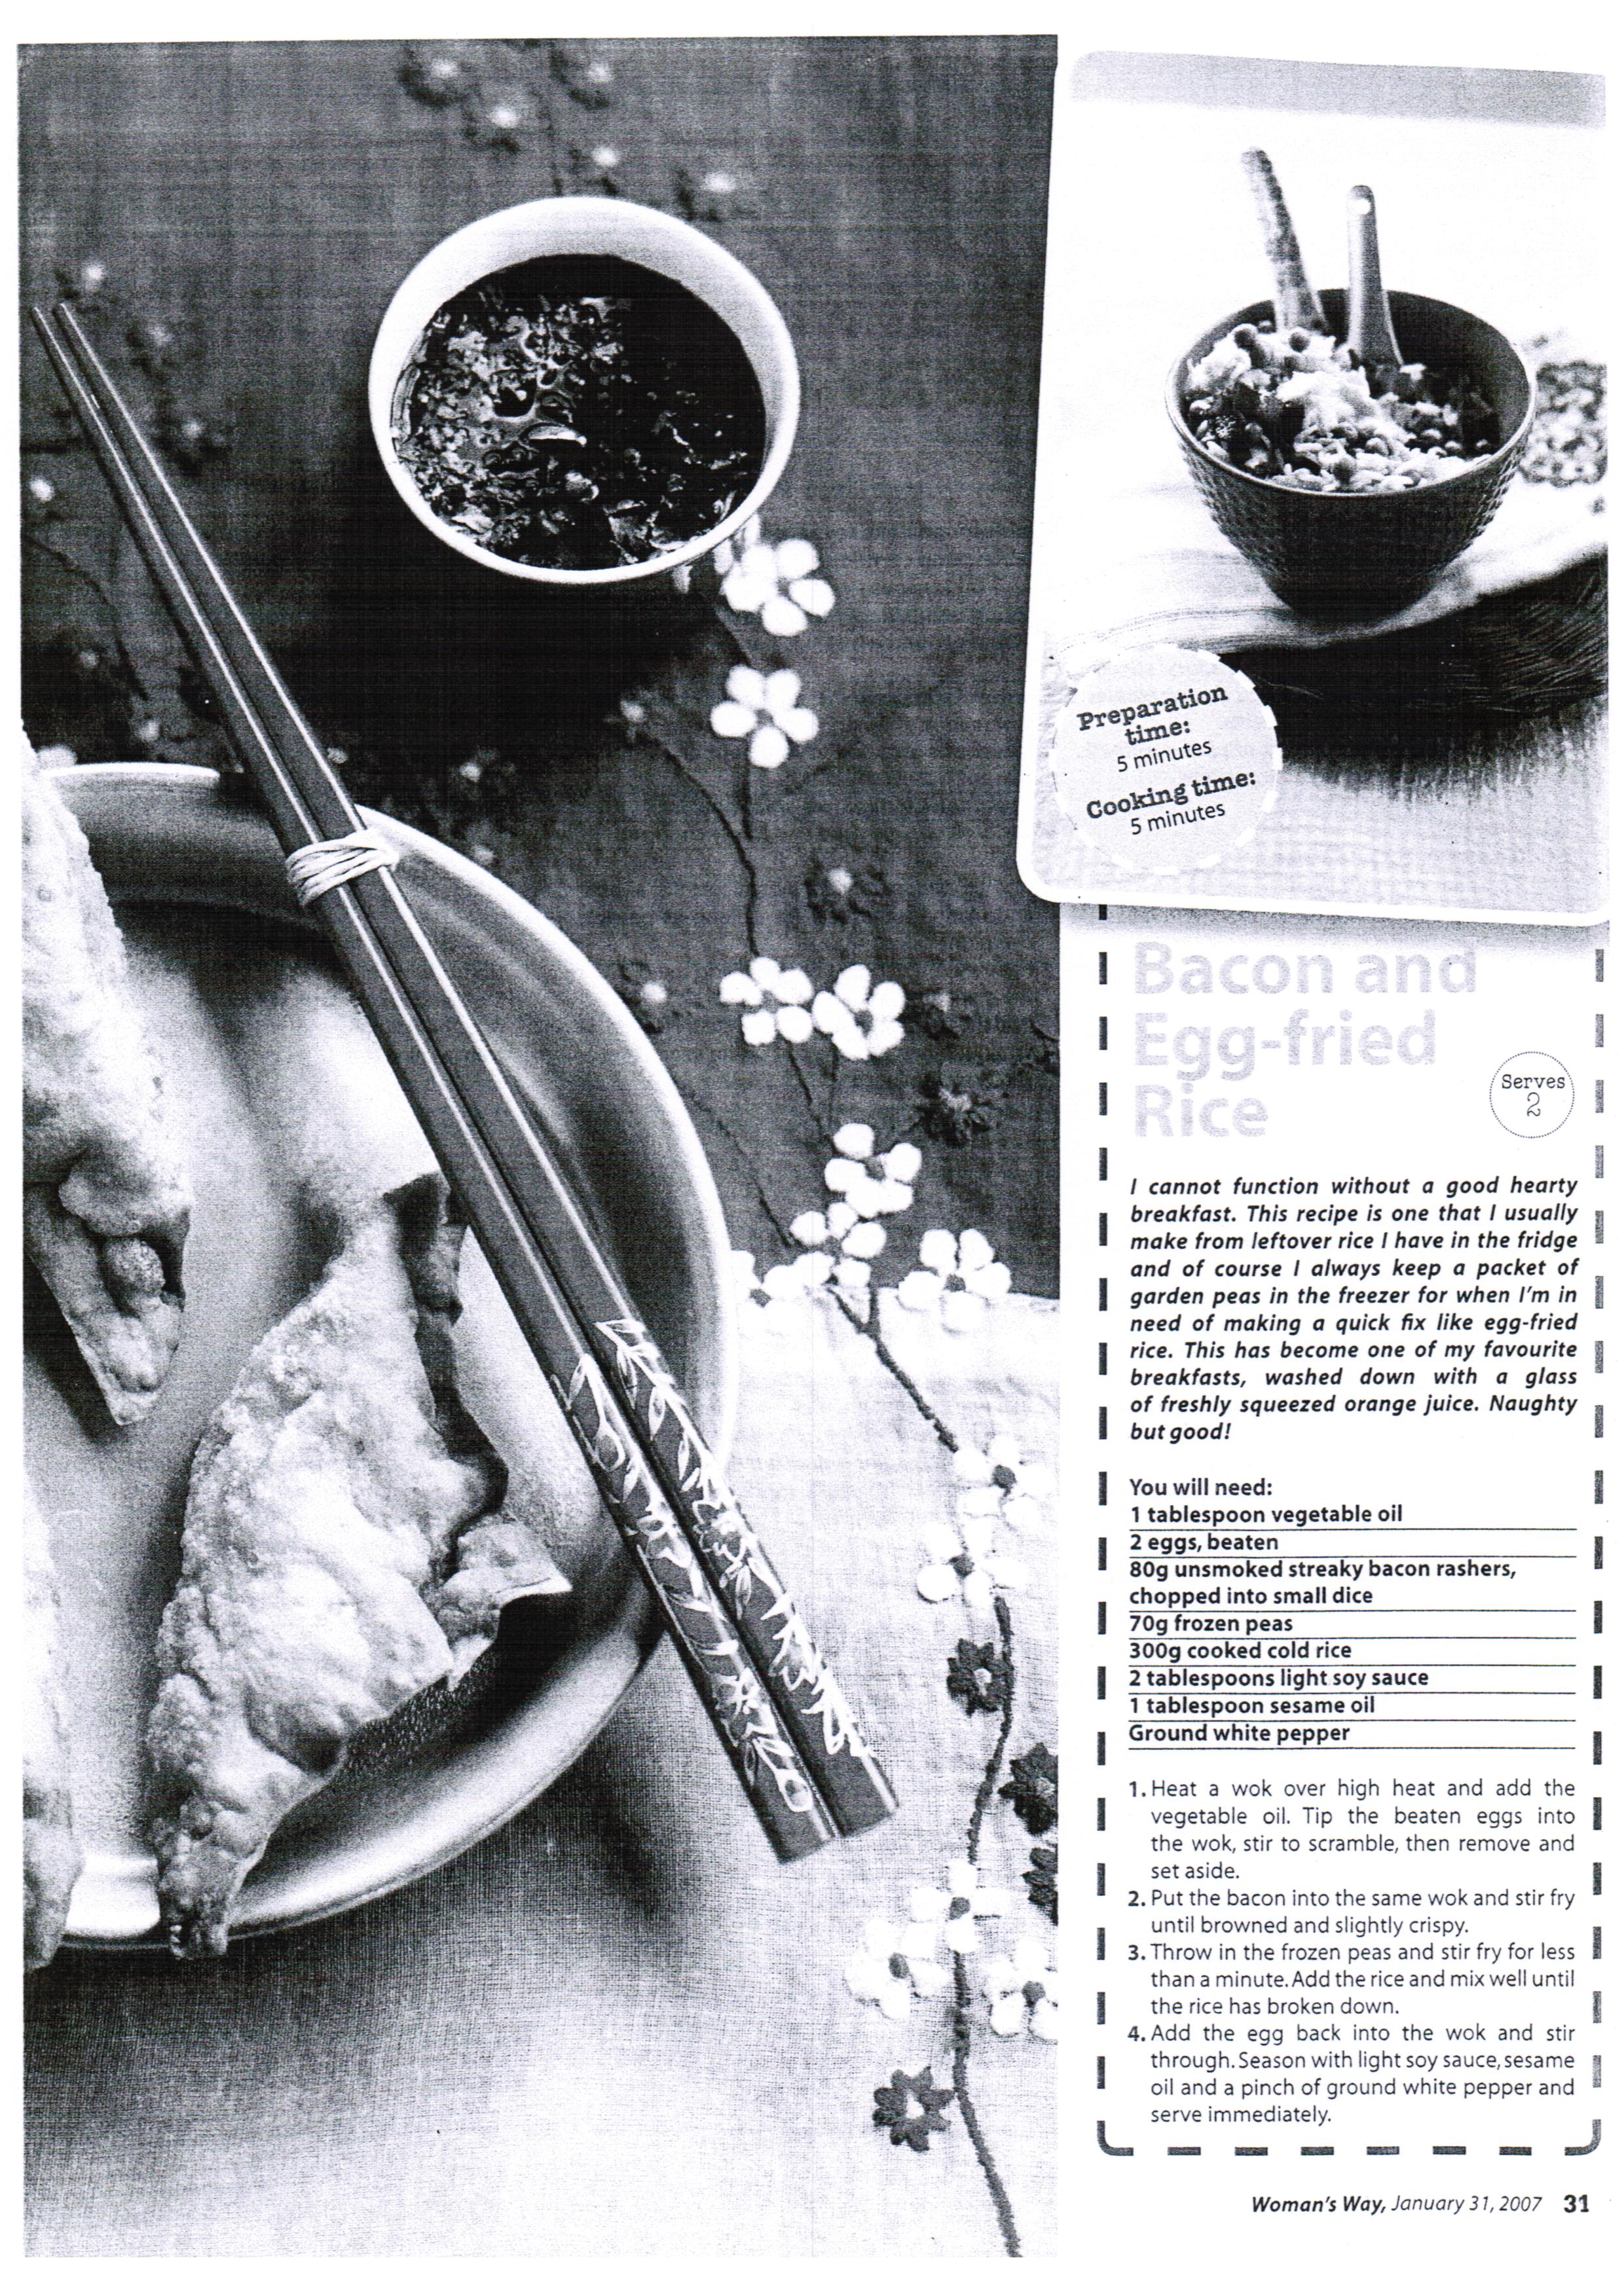 Preparation
time:
5 minutes
Cooking time:
5 minutes
Bacon and
Egg-fried
Rice
Serves
2
I cannot function without a good hearty
breakfast. This recipe is one that I usually
make from leftover rice I have in the fridge
and of course I always keep a packet of
garden peas in the freezer for when I'm in
need of making a quick fix like egg-fried
rice. This has become one of my favourite
breakfasts, washed down with a glass
of freshly squeezed orange juice. Naughty
but good!
You will need:
1 tablespoon vegetable oil
2 eggs, beaten
80g unsmoked streaky bacon rashers,
chopped into small dice
70g frozen peas
300g cooked cold rice
2 tablespoons light soy sauce
1 tablespoon sesame oil
Ground white pepper
1. Heat a wok over high heat and add the
vegetable oil. Tip the beaten eggs into
the wok, stir to scramble, then remove and
set aside.
2. Put the bacon into the same wok and stir fry
until browned and slightly crispy.
3. Throw in the frozen peas and stir fry for less
than a minute. Add the rice and mix well until
the rice has broken down.
4. Add the egg back into the wok and stir
through. Season with light soy sauce, sesame
oil and a pinch of ground white pepper and
serve immediately.
Woman's Way, January 31, 2007 31